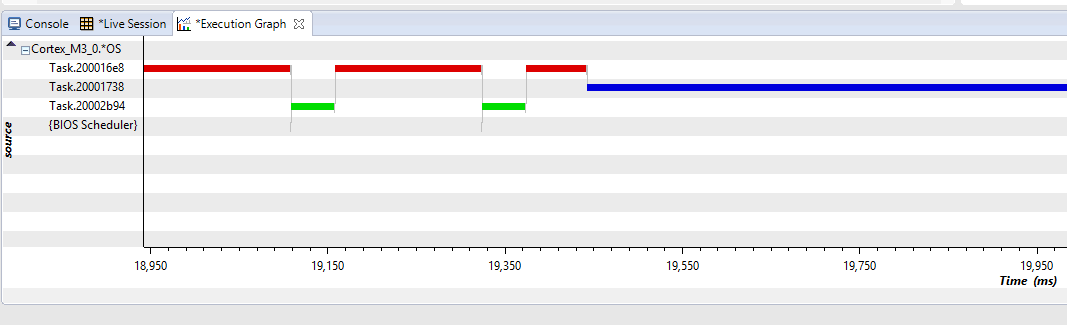 Console *Live Session *Execution Graph
Cortex_M3_0.*OS
Task.200016e8
Task.20001738
Task.20002b94
{BIOS Scheduler}
source
18,950 19,150 19,350 19,550 19,750 19,950
Time (ms)